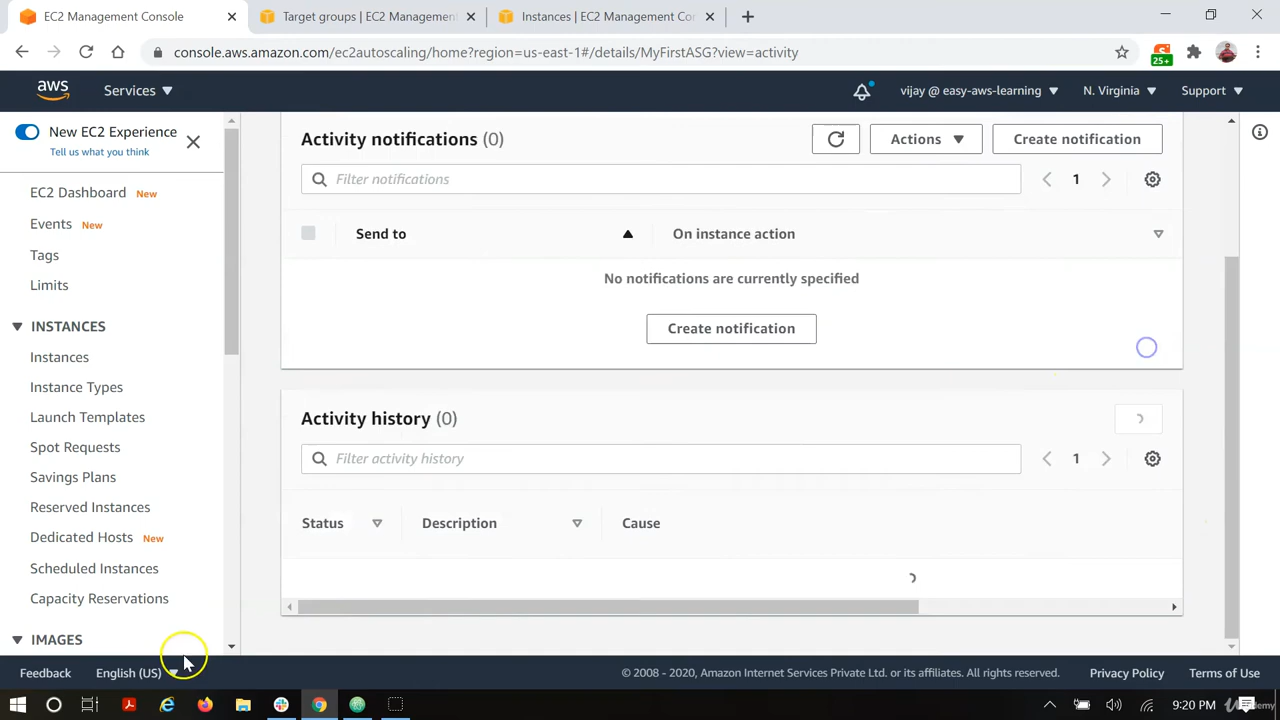 EC2 Management Console
Target groups | EC2 Management
Instances | EC2 Management Cor
console.aws.amazon.com/ec2autoscaling/home?region=us-east-1#/details/MyFirstASG?view=activity
25+
aws
Services
vijay @ easy-aws-learning
N. Virginia
Support
New EC2 Experience
Tell us what you think
EC2 Dashboard New
Events New
Tags
Limits
INSTANCES
Instances
Instance Types
Launch Templates
Spot Requests
Savings Plans
Reserved Instances
Dedicated Hosts New
Scheduled Instances
Capacity Reservations
IMAGES
Activity notifications (0)
Actions
Create notification
Filter notifications
1
Send to
On instance action
No notifications are currently specified
Create notification
Activity history (0)
Filter activity history
1
Status
Description
Cause
Feedback
English (US)
© 2008 - 2020, Amazon Internet Services Private Ltd. or its affiliates. All rights reserved.
Privacy Policy
Terms of Use
9:20 PM
Udemy